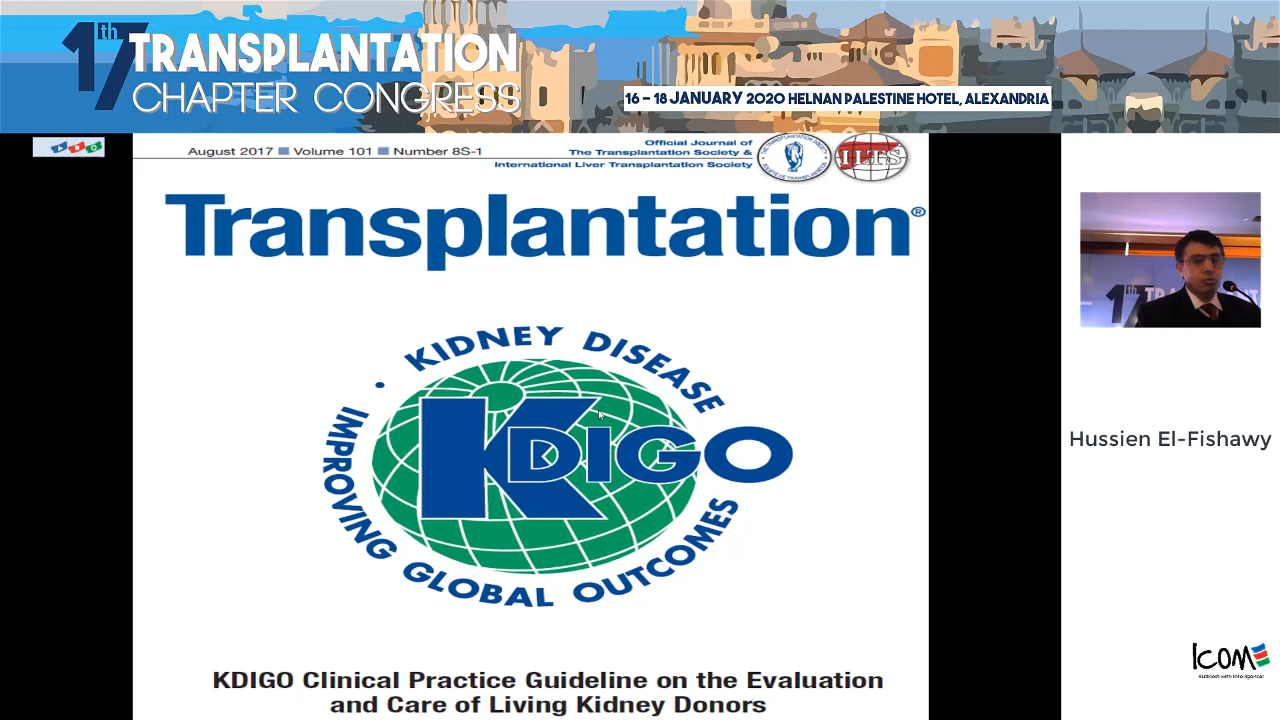 17th TRANSPLANTATION
CHAPTER CONGRESS
16 – 18 JANUARY 2020 HELNAN PALESTINE HOTEL, ALEXANDRIA
August 2017 ■ Volume 101 ■ Number 8S-1
Official Journal of
The Transplantation Society &
International Liver Transplantation Society
ILTS
Transplantation®
· KIDNEY DISEASE
IMPROVING GLOBAL OUTCOMES
KDIGO
17th
Hussien El-Fishawy
KDIGO Clinical Practice Guideline on the Evaluation
and Care of Living Kidney Donors
ICOM